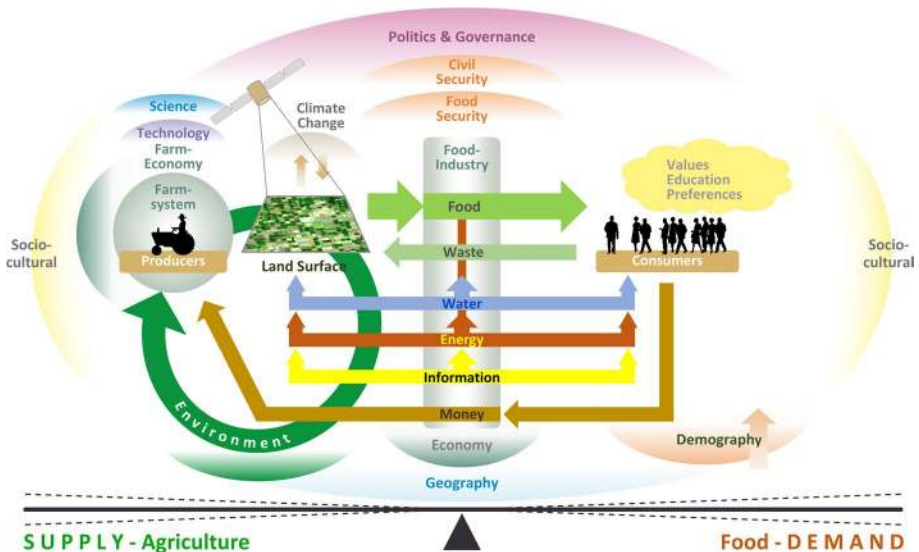 Politics & Governance
Civil
Security
Food
Security
Science
Technology
Farm-
Economy
Farm-
system
Producers
Climate
Change
Land Surface
Food-
Industry
Food
Waste
Water
Energy
Information
Money
Economy
Geography
Environment
Values
Education
Preferences
Consumers
Demography
Socio-
cultural
Socio-
cultural
SUPPLY - Agriculture
Food - DEMAND